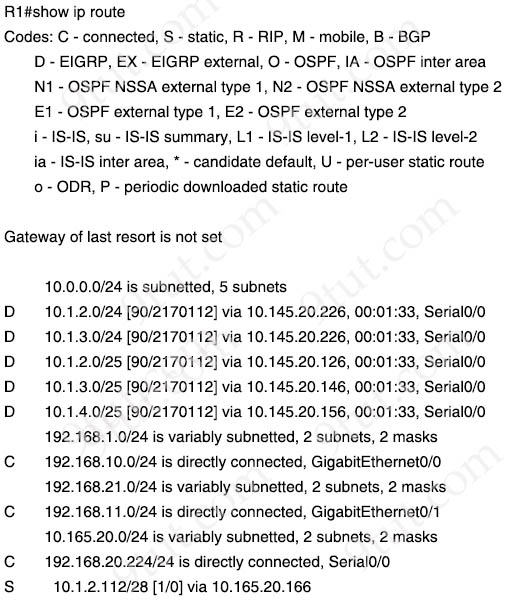 R1#show ip route
Codes: C - connected, S - static, R - RIP, M - mobile, B - BGP
D - EIGRP, EX - EIGRP external, O - OSPF, IA - OSPF inter area
N1 - OSPF NSSA external type 1, N2 - OSPF NSSA external type 2
E1 - OSPF external type 1, E2 - OSPF external type 2
i - IS-IS, su - IS-IS summary, L1 - IS-IS level-1, L2 - IS-IS level-2
ia - IS-IS inter area, * - candidate default, U - per-user static route
o - ODR, P - periodic downloaded static route
Gateway of last resort is not set
10.0.0.0/24 is subnetted, 5 subnets
D 10.1.2.0/24 [90/2170112] via 10.145.20.226, 00:01:33, Serial0/0
D 10.1.3.0/24 [90/2170112] via 10.145.20.226, 00:01:33, Serial0/0
D 10.1.2.0/25 [90/2170112] via 10.145.20.126, 00:01:33, Serial0/0
D 10.1.3.0/25 [90/2170112] via 10.145.20.146, 00:01:33, Serial0/0
D 10.1.4.0/25 [90/2170112] via 10.145.20.156, 00:01:33, Serial0/0
192.168.1.0/24 is variably subnetted, 2 subnets, 2 masks
C 192.168.10.0/24 is directly connected, GigabitEthernet0/0
192.168.21.0/24 is variably subnetted, 2 subnets, 2 masks
C 192.168.11.0/24 is directly connected, GigabitEthernet0/1
10.165.20.0/24 is variably subnetted, 2 subnets, 2 masks
C 192.168.20.224/24 is directly connected, Serial0/0
S 10.1.2.112/28 [1/0] via 10.165.20.166